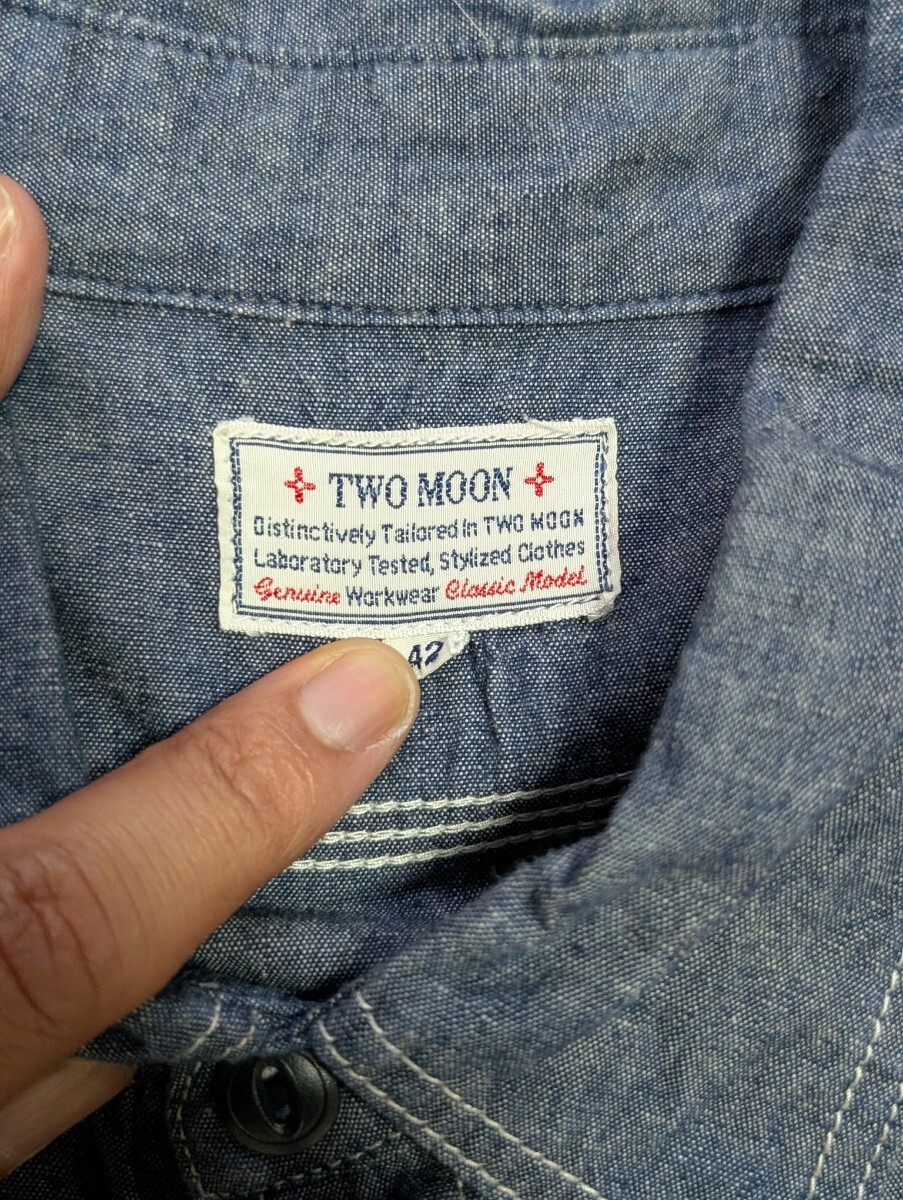 TWO MOON
Distinctively Tailored In TWO MOON
Laboratory Tested, Stylized Clothes
Genuine Workwear Classic Model
42